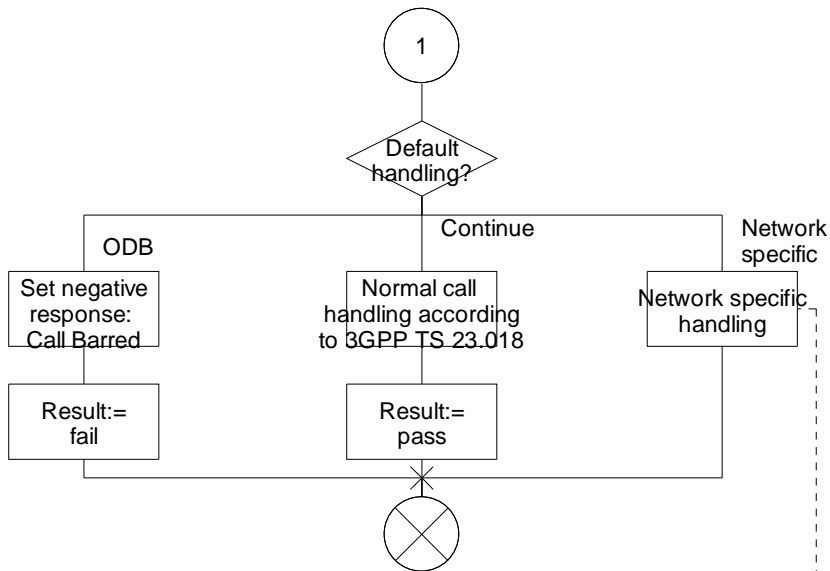 1
Default
handling?
ODB
Continue
Network
specific
Set negative
response:
Call Barred
Normal call
handling according
to 3GPP TS 23.018
Network specific
handling
Result:=
fail
Result:=
pass